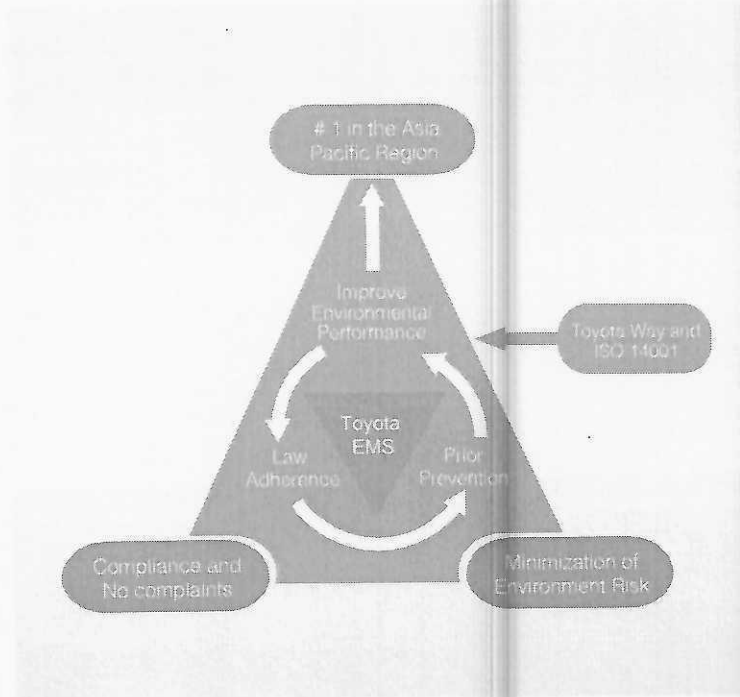 # 1 in the Asia
Pacific Region
Improve
Environmental
Performance
Toyota Way and
ISO 14001
Toyota
EMS
Law
Adherence
Prior
Prevention
Compliance and
No complaints
Minimization of
Environment Risk